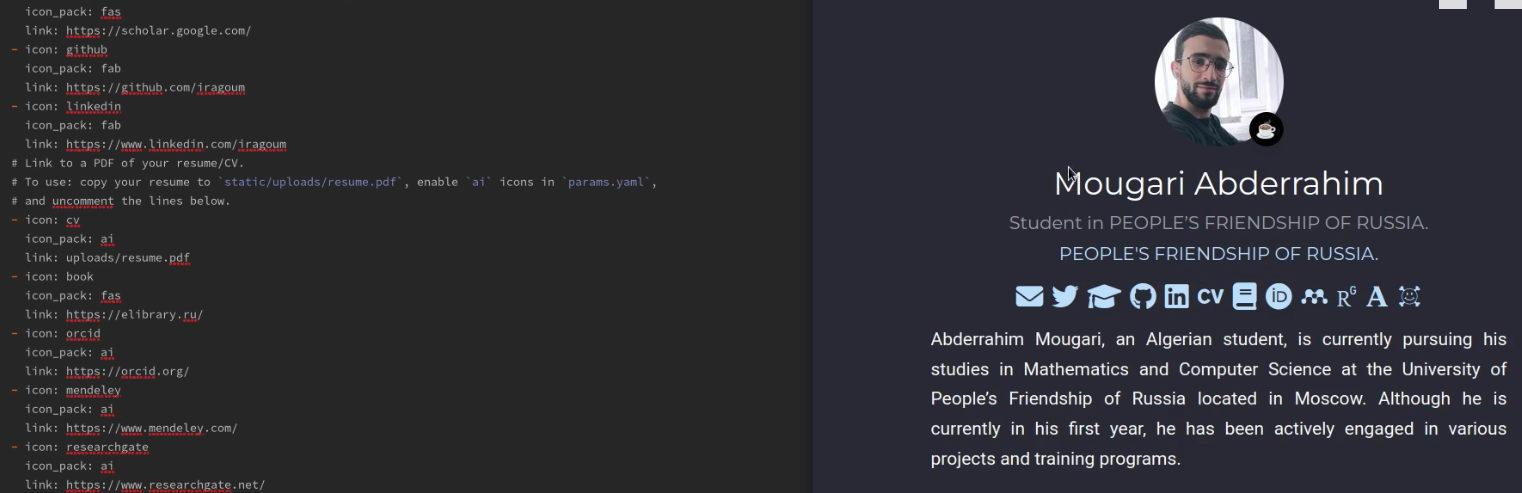 icon_pack: fas
link: https://scholar.google.com/
- icon: github
icon_pack: fab
link: https://github.com/iragoum
- icon: linkedin
icon_pack: fab
link: https://www.linkedin.com/iragoum
# Link to a PDF of your resume/CV.
# To use: copy your resume to `static/uploads/resume.pdf`, enable `ai` icons in `params.yaml`,
# and uncomment the lines below.
- icon: cv
icon_pack: ai
link: uploads/resume.pdf
- icon: book
icon_pack: fas
link: https://elibrary.ru/
- icon: orcid
icon_pack: ai
link: https://orcid.org/
- icon: mendeley
icon_pack: ai
link: https://www.mendeley.com/
- icon: researchgate
icon_pack: ai
link: https://www.researchgate.net/
Mougari Abderrahim
Student in PEOPLE’S FRIENDSHIP OF RUSSIA.
PEOPLE'S FRIENDSHIP OF RUSSIA.
in CV iD RG A
Abderrahim Mougari, an Algerian student, is currently pursuing his
studies in Mathematics and Computer Science at the University of
People’s Friendship of Russia located in Moscow. Although he is
currently in his first year, he has been actively engaged in various
projects and training programs.